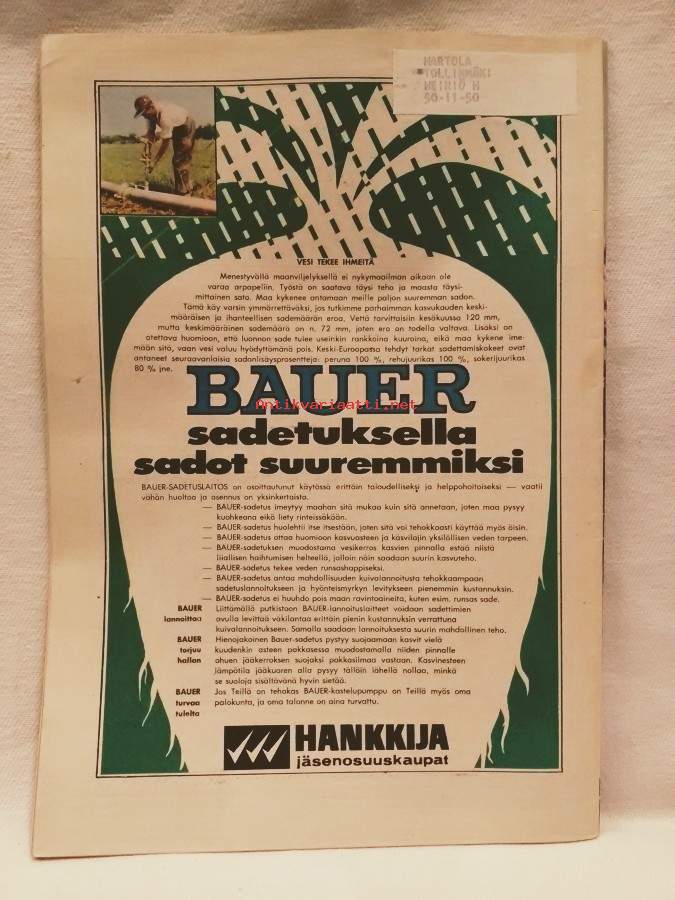 HARTOLA
TOLLINMÄKI
HEINIÖ H
50-11-50
VESI TEKEE IHMEITÄ
Menestyvällä maanviljelyksellä ei nykymaailman aikaan ole
varaa arpapeliin. Työstä on saatava täysi teho ja maasta täysi-
mittainen sato. Maa kykenee antamaan meille paljon suuremman sadon.
Tämä käy varsin ymmärrettäväksi, jos tutkimme parhaimman kasvukauden keski-
määräisen ja ihanteellisen sademäärän eroa. Vettä tarvittaisiin kesäkuussa 120 mm,
mutta keskimääräinen sademäärä on n. 72 mm, joten ero on todella valtava. Lisäksi on
otettava huomioon, että luonnon sade tulee useinkin rankkoina kuuroina, eikä maa kykene ime-
mään sitä, vaan vesi valuu hyödyttömänä pois. Keski-Euroopassa tehdyt tarkat sadettamiskokeet ovat
antaneet seuraavanlaisia sadonlisäysprosentteja: peruna 100 %, rehujuurikas 100 %, sokerijuurikas
80 % jne.
BAUER
Antikvariaatti.net
sadetuksella
sadot suuremmiksi
BAUER-SADETUSLAITOS on osoittautunut käytössä erittäin taloudelliseksi ja helppohoitoiseksi — vaatii
vähän huoltoa ja asennus on yksinkertaista.
— BAUER-sadetus imeytyy maahan sitä mukaa kuin sitä annetaan, joten maa pysyy
kuohkeana eikä liety rinteissäkään.
— BAUER-sadetus huolehtii itse itsestään, joten sitä voi tehokkaasti käyttää myös öisin.
— BAUER-sadetus ottaa huomioon kasvuasteen ja kasvilajin yksilöllisen veden tarpeen.
— BAUER-sadetuksen muodostama vesikerros kasvien pinnalla estää niistä
liiallisen haihtumisen helteellä, jolloin näin saadaan suurin kasvuteho.
— BAUER-sadetus tekee veden runsashappiseksi.
— BAUER-sadetus antaa mahdollisuuden kuivalannoitusta tehokkaampaan
sadetuslannoitukseen ja hyönteismyrkyn levitykseen pienemmin kustannuksin.
— BAUER-sadetus ei huuhdo pois maan ravintoaineita, kuten esim. runsas sade.
BAUER lannoittaa
Liittämällä putkistoon BAUER-lannoituslaitteet voidaan sadettimien
avulla levittää väkilantaa erittäin pienin kustannuksin verrattuna
kuivalannoitukseen. Samalla saadaan lannoituksesta suurin mahdollinen teho.
BAUER torjuu hallan
Hienojakoinen Bauer-sadetus pystyy suojaamaan kasvit vielä
kuudenkin asteen pakkasessa muodostamalla niiden pinnalle
ohuen jääkerroksen suojaksi pakkasilmaa vastaan. Kasvinesteen
lämpötila jääkuoren alla pysyy tällöin lähellä nollaa, minkä
se suoloja sisältävänä hyvin sietää.
BAUER turvaa tulelta
Jos Teillä on tehokas BAUER-kastelupumppu on Teillä myös oma
palokunta, ja oma talonne on aina turvattu.
HANKKIJA
jäsenosuuskaupat